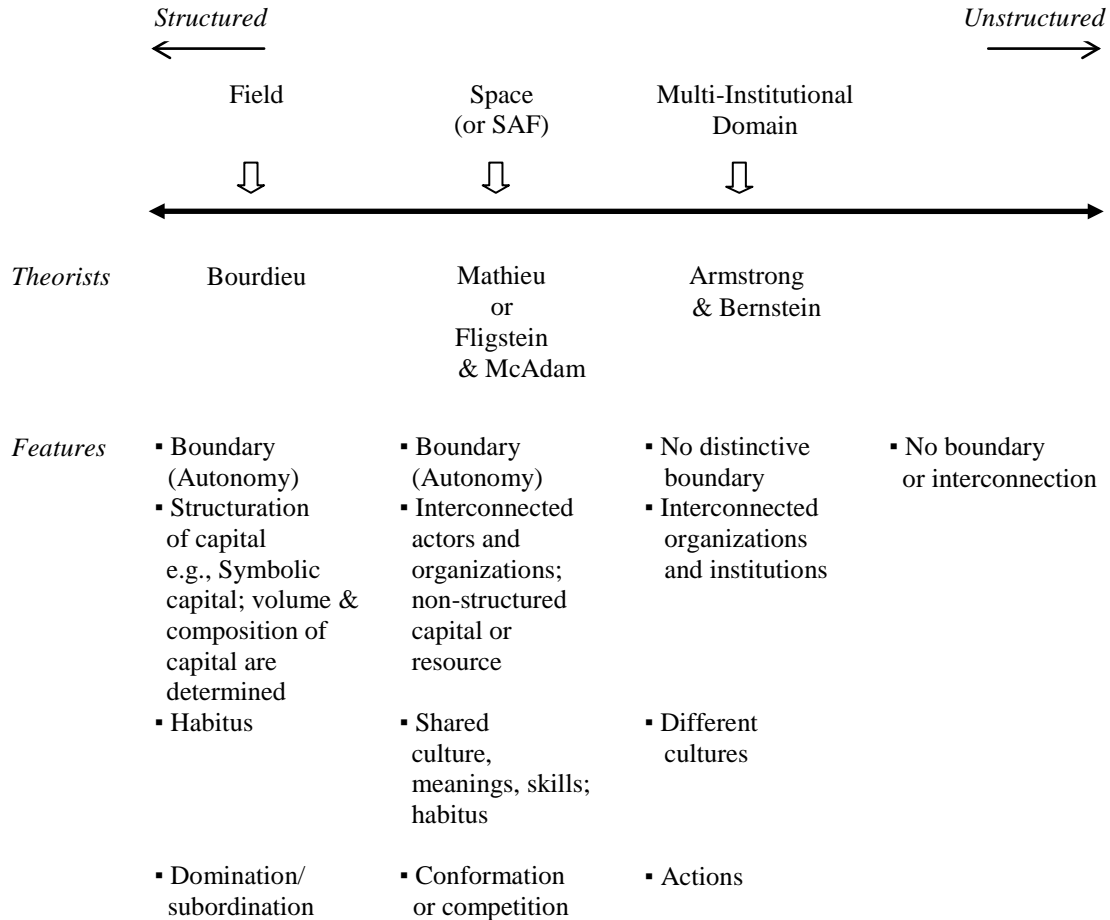 Structured
Unstructured
Field
Space
(or SAF)
Multi-Institutional
Domain
Theorists
Bourdieu
Mathieu
or
Fligstein
& McAdam
Armstrong
& Bernstein
Features
▪ Boundary
(Autonomy)
▪ Structuration
of capital
e.g., Symbolic
capital; volume &
composition of
capital are
determined
▪ Habitus
▪ Domination/
subordination
▪ Boundary
(Autonomy)
▪ Interconnected
actors and
organizations;
non-structured
capital or
resource
▪ Shared
culture,
meanings, skills;
habitus
▪ Conformation
or competition
▪ No distinctive
boundary
▪ Interconnected
organizations
and institutions
▪ Different
cultures
▪ Actions
▪ No boundary
or interconnection